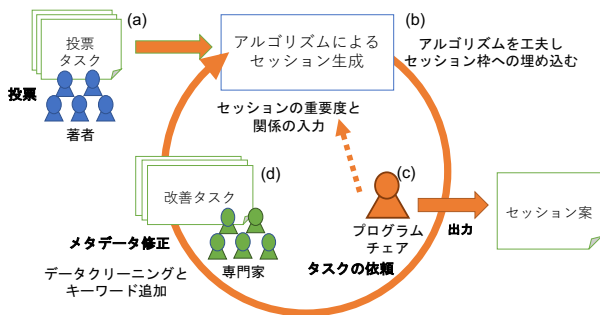 (a)
投票
タスク
投票
著者
アルゴリズムによる
セッション生成
(b)
アルゴリズムを工夫し
セッション枠への埋め込む
セッションの重要度と
関係の入力
(c)
プログラム
チェア
タスクの依頼
出力
セッション案
(d)
改善タスク
専門家
メタデータ修正
データクリーニングと
キーワード追加